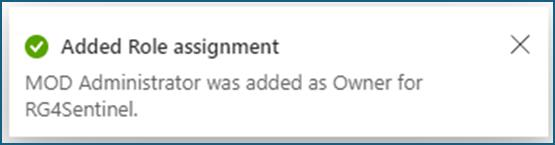 Added Role assignment
MOD Administrator was added as Owner for
RG4Sentinel.